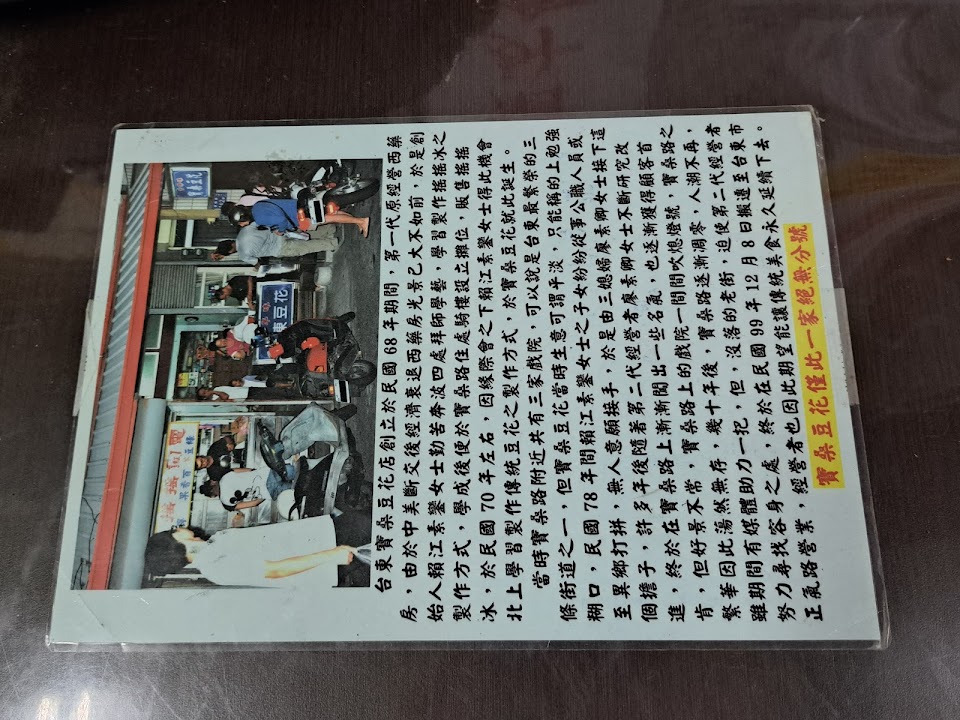 寶桑豆花
東豆花
台東寶桑豆花店創立於民國68年期間，第一代原經營西藥
房，由於中美斷交後經濟衰退西藥房光景已大不如前，於是創
始人賴江素鑾女士勤苦奔波四處拜師學藝，學習製作搖搖冰之
製作方式，學成後便於寶桑路住處騎樓設立攤位，販售搖搖
冰，於民國70年左右，因緣際會之下賴江素鑾女士得此機會
北上學習製作傳統豆花之製作方式，於寶桑豆花就此誕生。
當時寶桑路附近共有三家戲院，可以說是台東最繁榮的三
條街道之一，但寶桑豆花當時生意可謂平淡，只能稱的上勉強
糊口，民國78年間賴江素鑾女士之子女紛紛從事公職人員或
至異鄉打拼，無人意願接手，於是由三媳婦廖素卿女士接下這
個擔子，許多年後隨著第二代經營者廖素卿女士不斷研究改
進，終於在寶桑路上漸漸闖出一些名氣，也逐漸獲得顧客首
肯，但好景不常，寶桑路上的戲院一間間吹熄燈號，寶桑路之
繁華因此蕩然無存，幾十年後，寶桑路逐漸凋零，人潮不再，
雖期間有媒體助力一把，但，沒落的老街，迫使第二代經營者
努力尋找容身之處，終於在民國99年12月8日搬遷至台東市
正氣路營業，經營者也因此期望能讓傳統美食永久延續下去。
寶桑豆花僅此一家絕無分號